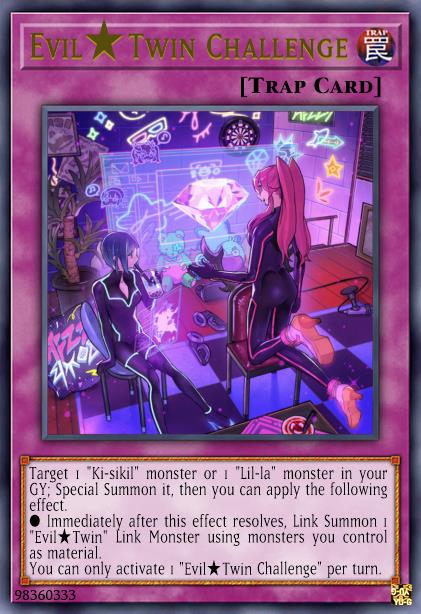 Evil★Twin Challenge
TRAP
罠
[Trap Card]
Target 1 "Ki-sikil" monster or 1 "Lil-la" monster in your
GY; Special Summon it, then you can apply the following
effect.
● Immediately after this effect resolves, Link Summon 1
"Evil★Twin" Link Monster using monsters you control
as material.
You can only activate 1 "Evil★Twin Challenge" per turn.
98360333